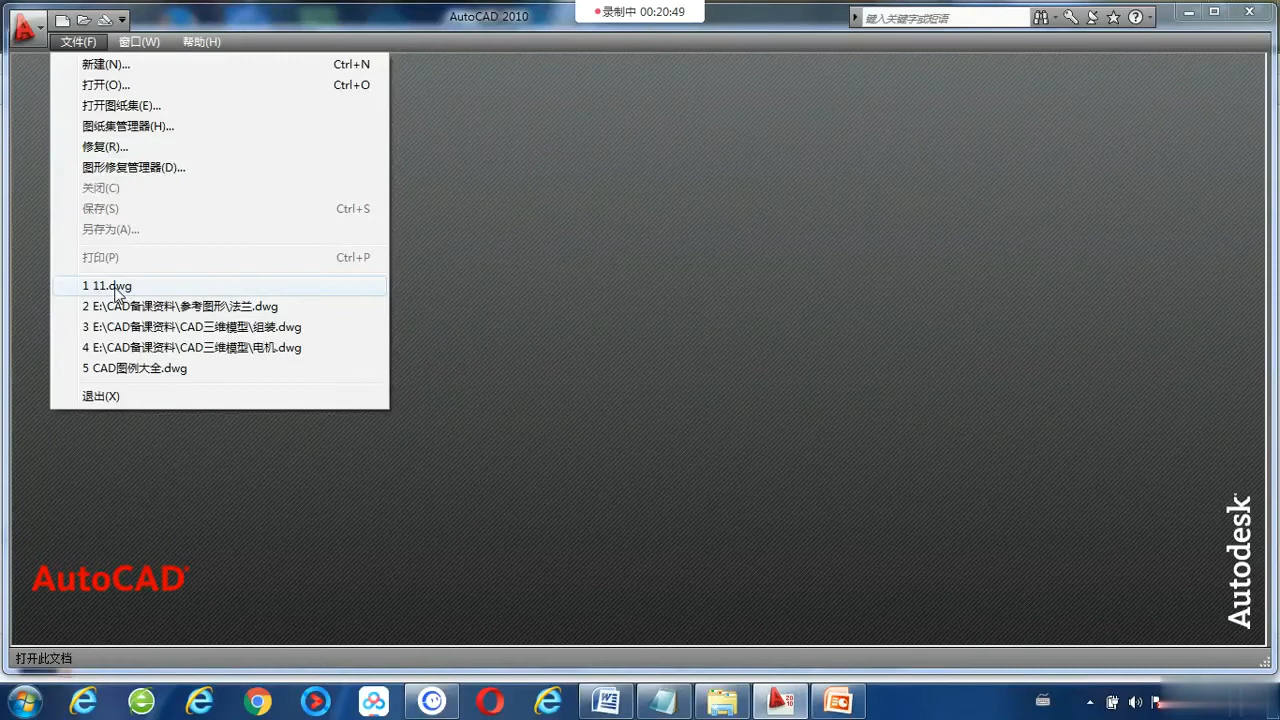 AutoCAD 2010
录制中 00:20:49
键入关键字或短语
文件(F) 窗口(W) 帮助(H)
新建(N)... Ctrl+N
打开(O)... Ctrl+O
打开图纸集(E)...
图纸集管理器(H)...
修复(R)...
图形修复管理器(D)...
关闭(C)
保存(S) Ctrl+S
另存为(A)...
打印(P) Ctrl+P
1 11.dwg
2 E:\CAD备课资料\参考图形\法兰.dwg
3 E:\CAD备课资料\CAD三维模型\组装.dwg
4 E:\CAD备课资料\CAD三维模型\电机.dwg
5 CAD图例大全.dwg
退出(X)
AutoCAD
Autodesk
打开此文档